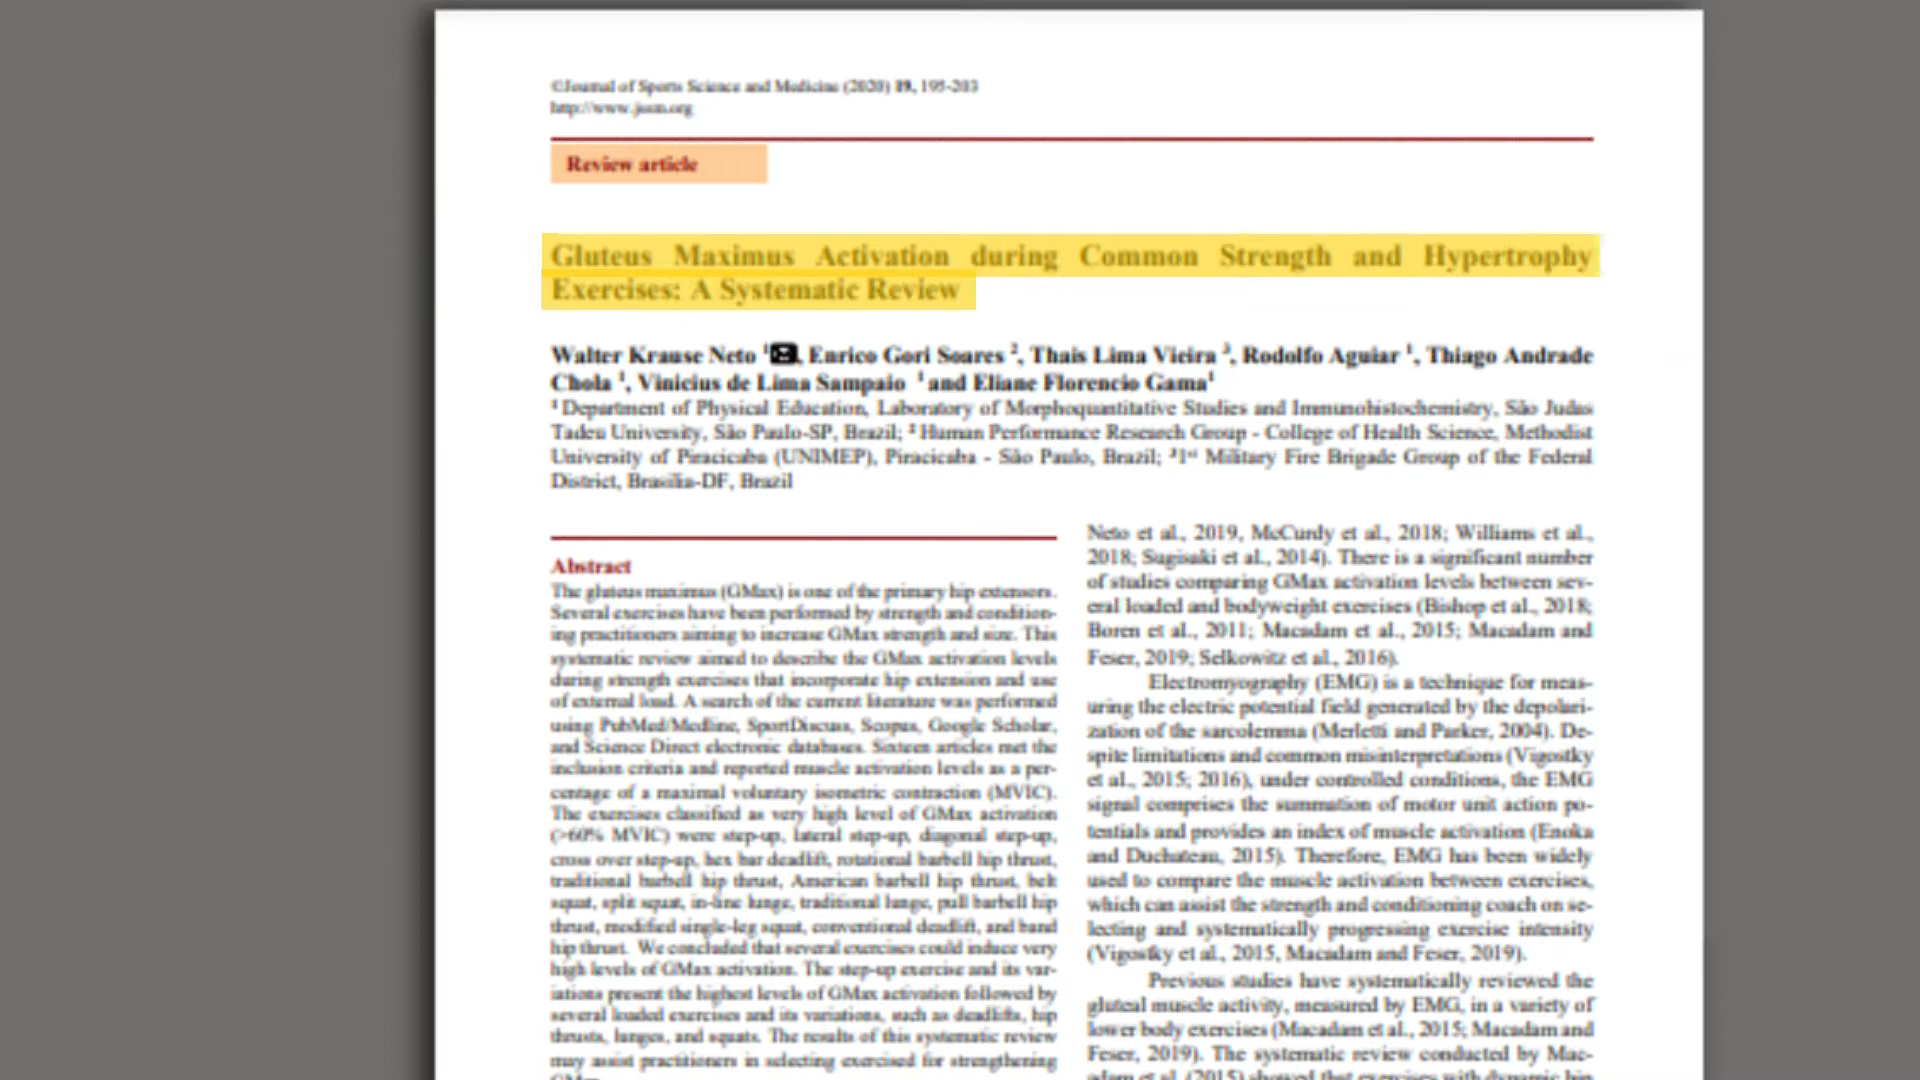 ©Journal of Sports Science and Medicine (2020) 19, 195-203
http://www.jssm.org
Review article
Gluteus Maximus Activation during Common Strength and Hypertrophy
Exercises: A Systematic Review
Walter Krause Neto 1, Enrico Gori Soares 2, Thais Lima Vieira 3, Rodolfo Aguiar 1, Thiago Andrade
Chola 1, Vinicius de Lima Sampaio 1 and Eliane Florencio Gama1
1 Department of Physical Education, Laboratory of Morphoquantitative Studies and Immunohistochemistry, São Judas
Tadeu University, São Paulo-SP, Brazil; 2 Human Performance Research Group - College of Health Science, Methodist
University of Piracicaba (UNIMEP), Piracicaba - São Paulo, Brazil; 31st Military Fire Brigade Group of the Federal
District, Brasilia-DF, Brazil
Abstract
The gluteus maximus (GMax) is one of the primary hip extensors.
Several exercises have been performed by strength and condition-
ing practitioners aiming to increase GMax strength and size. This
systematic review aimed to describe the GMax activation levels
during strength exercises that incorporate hip extension and use
of external load. A search of the current literature was performed
using PubMed/Medline, SportDiscuss, Scopus, Google Scholar,
and Science Direct electronic databases. Sixteen articles met the
inclusion criteria and reported muscle activation levels as a per-
centage of a maximal voluntary isometric contraction (MVIC).
The exercises classified as very high level of GMax activation
(>60% MVIC) were step-up, lateral step-up, diagonal step-up,
cross over step-up, hex bar deadlift, rotational barbell hip thrust,
traditional barbell hip thrust, American barbell hip thrust, belt
squat, split squat, in-line lunge, traditional lunge, pull barbell hip
thrust, modified single-leg squat, conventional deadlift, and band
hip thrust. We concluded that several exercises could induce very
high levels of GMax activation. The step-up exercise and its var-
iations present the highest levels of GMax activation followed by
several loaded exercises and its variations, such as deadlifts, hip
thrusts, lunges, and squats. The results of this systematic review
may assist practitioners in selecting exercised for strengthening
GMax.
Neto et al., 2019, McCurdy et al., 2018; Williams et al.,
2018; Sugisaki et al., 2014). There is a significant number
of studies comparing GMax activation levels between sev-
eral loaded and bodyweight exercises (Bishop et al., 2018;
Boren et al., 2011; Macadam et al., 2015; Macadam and
Feser, 2019; Selkowitz et al., 2016).
Electromyography (EMG) is a technique for meas-
uring the electric potential field generated by the depolari-
zation of the sarcolemma (Merletti and Parker, 2004). De-
spite limitations and common misinterpretations (Vigostky
et al., 2015; 2016), under controlled conditions, the EMG
signal comprises the summation of motor unit action po-
tentials and provides an index of muscle activation (Enoka
and Duchateau, 2015). Therefore, EMG has been widely
used to compare the muscle activation between exercises,
which can assist the strength and conditioning coach on se-
lecting and systematically progressing exercise intensity
(Vigostky et al., 2015, Macadam and Feser, 2019).
Previous studies have systematically reviewed the
gluteal muscle activity, measured by EMG, in a variety of
lower body exercises (Macadam et al., 2015; Macadam and
Feser, 2019). The systematic review conducted by Mac-
adam et al. (2015) showed that exercises with dynamic hip